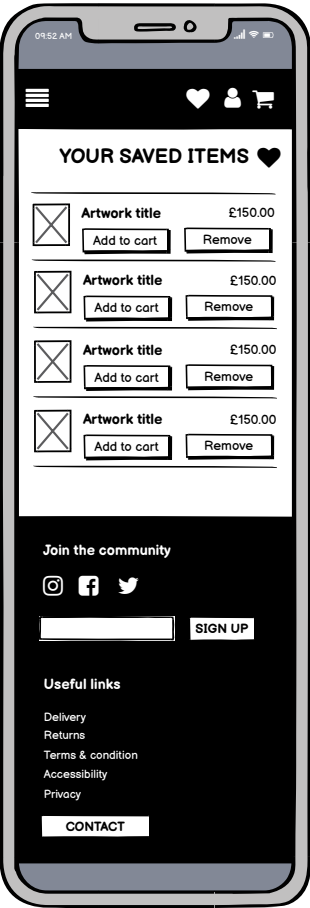 09:52 AM
YOUR SAVED ITEMS
Artwork title £150.00
Add to cart Remove
Artwork title £150.00
Add to cart Remove
Artwork title £150.00
Add to cart Remove
Artwork title £150.00
Add to cart Remove
Join the community
SIGN UP
Useful links
Delivery
Returns
Terms & condition
Accessibility
Privacy
CONTACT